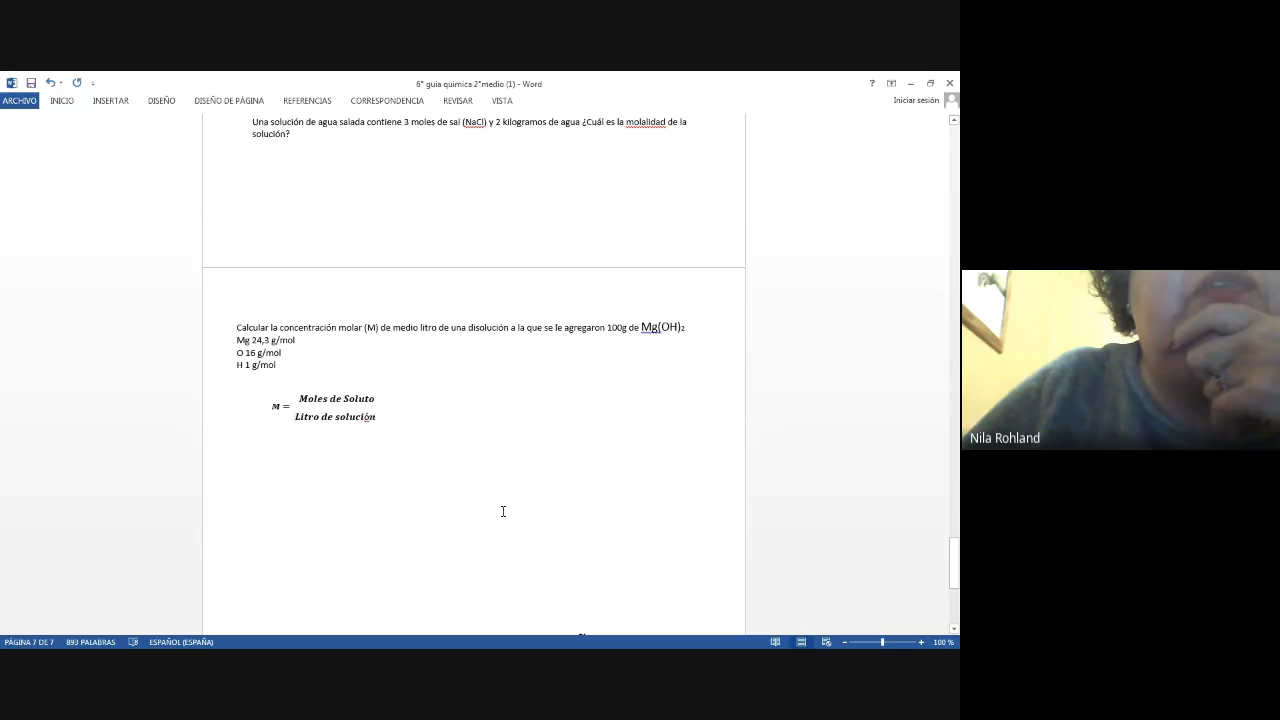 6° guia quimica 2°medio (1) - Word
?
ARCHIVO INICIO INSERTAR DISEÑO DISEÑO DE PÁGINA REFERENCIAS CORRESPONDENCIA REVISAR VISTA Iniciar sesión
Una solución de agua salada contiene 3 moles de sal (NaCl) y 2 kilogramos de agua ¿Cuál es la molalidad de la
solución?
Calcular la concentración molar (M) de medio litro de una disolución a la que se le agregaron 100g de Mg(OH)₂
Mg 24,3 g/mol
O 16 g/mol
H 1 g/mol
M = Moles de Soluto
Litro de solución
Nila Rohland
PÁGINA 7 DE 7 893 PALABRAS ESPAÑOL (ESPAÑA) 100 %